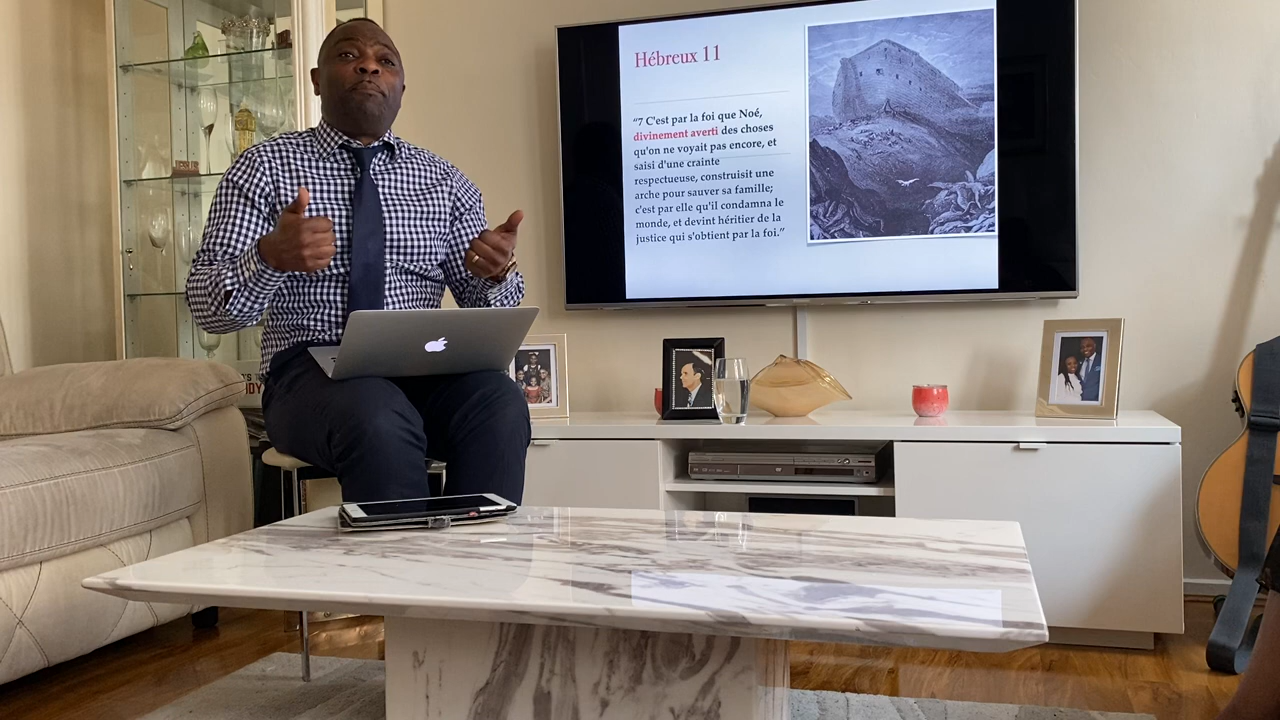 Hébreux 11
“7 C'est par la foi que Noé,
divinement averti des choses
qu'on ne voyait pas encore, et
saisi d'une crainte
respectueuse, construisit une
arche pour sauver sa famille;
c'est par elle qu'il condamna le
monde, et devint héritier de la
justice qui s'obtient par la foi.”